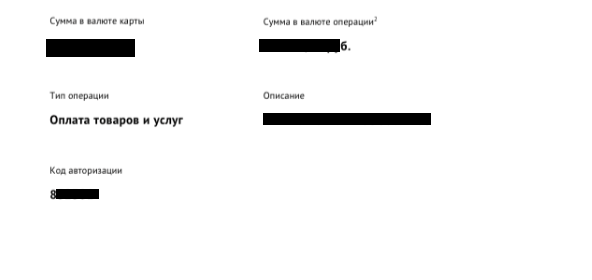 Сумма в валюте карты Сумма в валюте операции²
б.
Тип операции Описание
Оплата товаров и услуг
Код авторизации
8